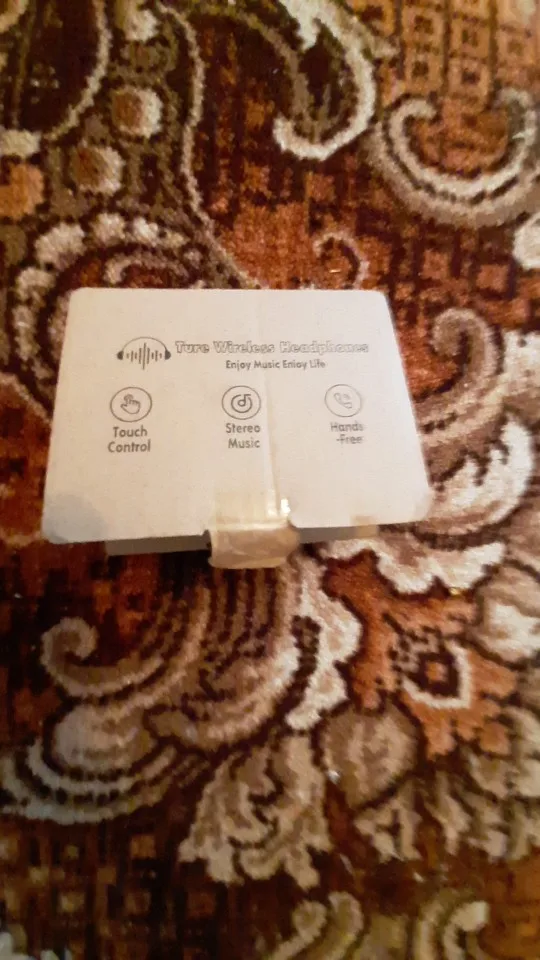 Ture Wireless Headphones
Enjoy Music Enjoy Life
Touch
Control
Stereo
Music
Hands
-Free